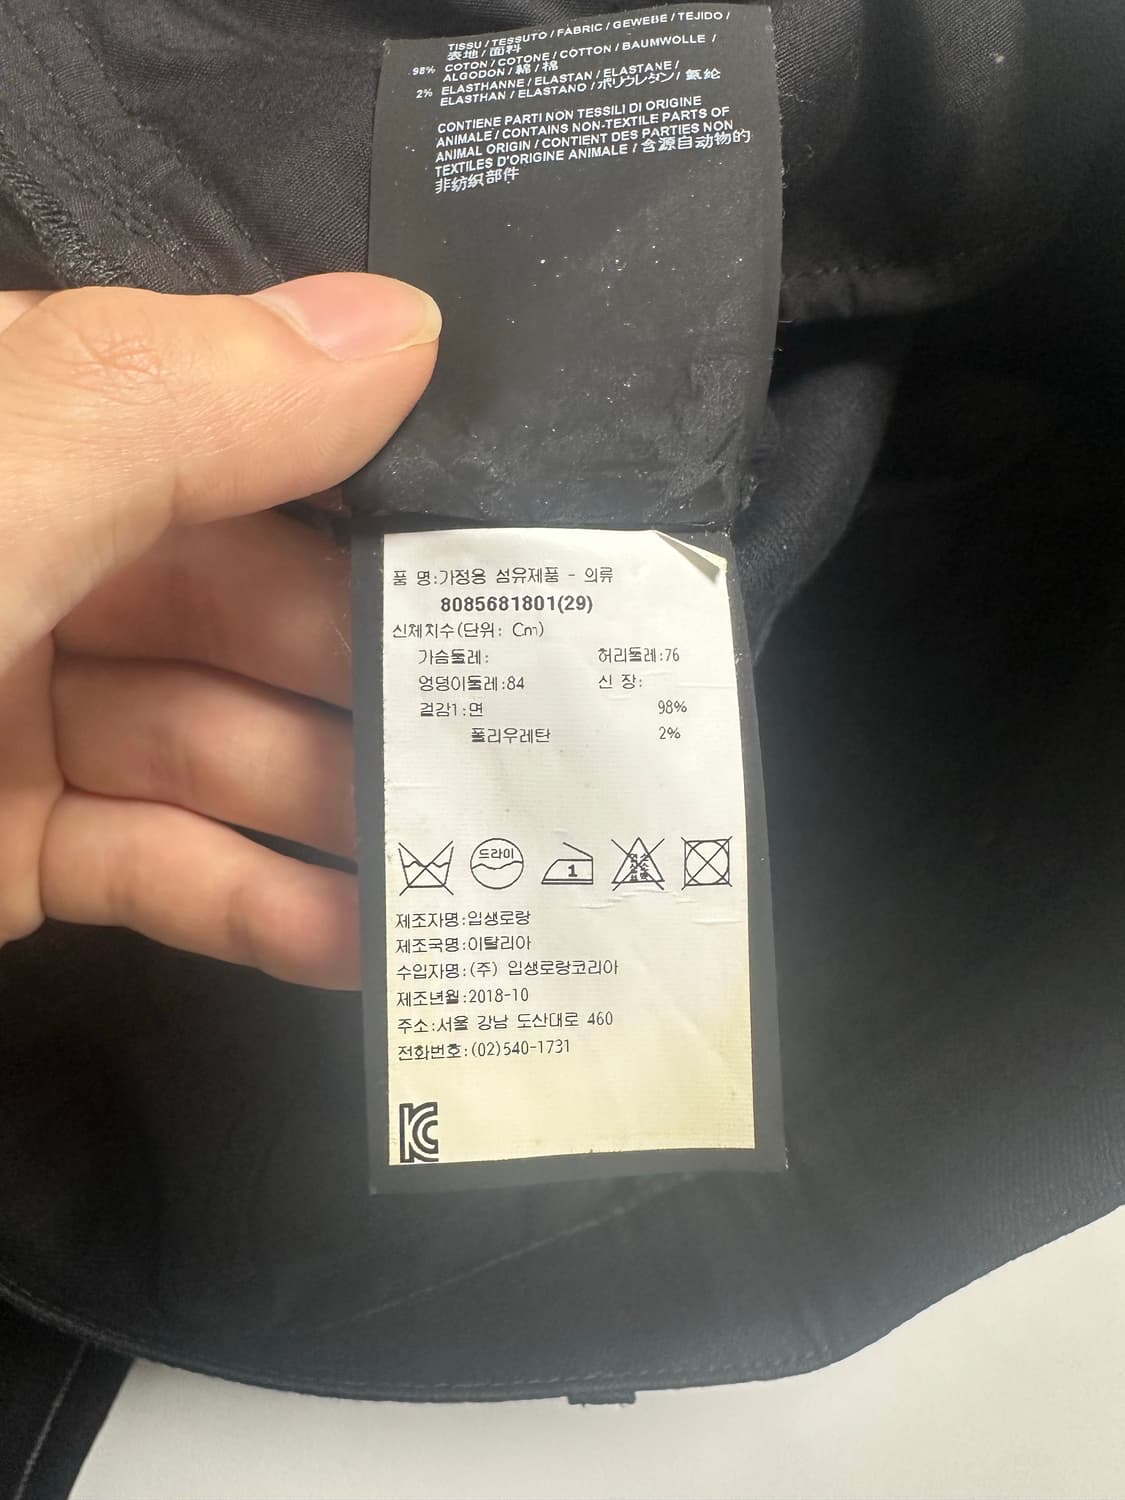 TISSU / TESSUTO / FABRIC / GEWEBE / TEJIDO /
表地 / 面料
98% COTON / COTONE / COTTON / BAUMWOLLE /
ALGODON / 綿 / 棉
2% ELASTHANNE / ELASTAN / ELASTANE /
ELASTHAN / ELASTANO / ポリウレタン / 氨纶
CONTIENE PARTI NON TESSILI DI ORIGINE
ANIMALE / CONTAINS NON-TEXTILE PARTS OF
ANIMAL ORIGIN / CONTIENT DES PARTIES NON
TEXTILES D'ORIGINE ANIMALE / 含源自动物的
非纺织部件
품 명:가정용 섬유제품 - 의류
8085681801(29)
신체치수(단위: Cm)
가슴둘레: 허리둘레:76
엉덩이둘레:84 신 장:
겉감1:면 98%
폴리우레탄 2%
드라이 1
제조자명:입생로랑
제조국명:이탈리아
수입자명:(주) 입생로랑코리아
제조년월:2018-10
주소:서울 강남 도산대로 460
전화번호:(02)540-1731
KC